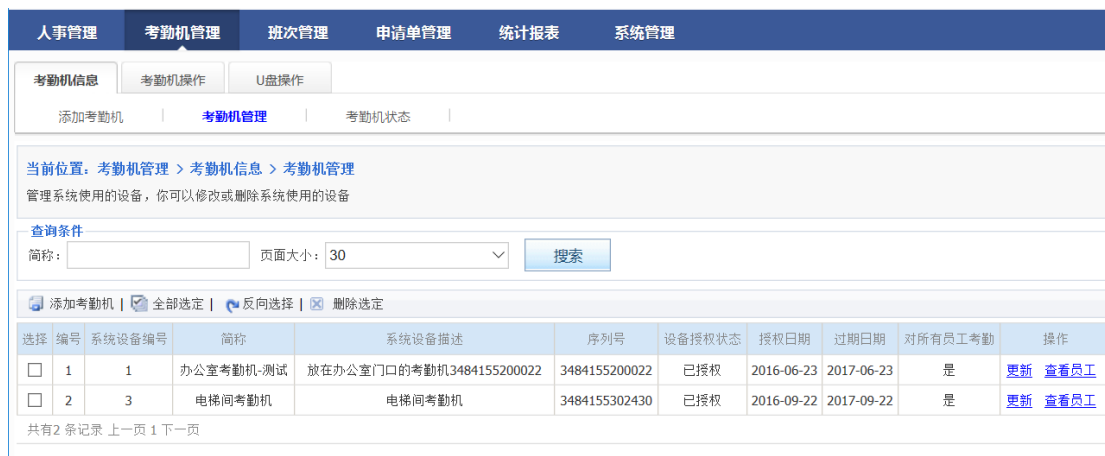 人事管理 考勤机管理 班次管理 申请单管理 统计报表 系统管理
考勤机信息 考勤机操作 U盘操作
添加考勤机 | 考勤机管理 | 考勤机状态 |
当前位置：考勤机管理 > 考勤机信息 > 考勤机管理
管理系统使用的设备，你可以修改或删除系统使用的设备
查询条件
简称： 页面大小： 30 搜索
添加考勤机 | 全部选定 | 反向选择 | 删除选定
选择 编号 系统设备编号 简称 系统设备描述 序列号 设备授权状态 授权日期 过期日期 对所有员工考勤 操作
1 1 办公室考勤机-测试 放在办公室门口的考勤机3484155200022 3484155200022 已授权 2016-06-23 2017-06-23 是 更新 查看员工
2 3 电梯间考勤机 电梯间考勤机 3484155302430 已授权 2016-09-22 2017-09-22 是 更新 查看员工
共有2 条记录 上一页 1 下一页